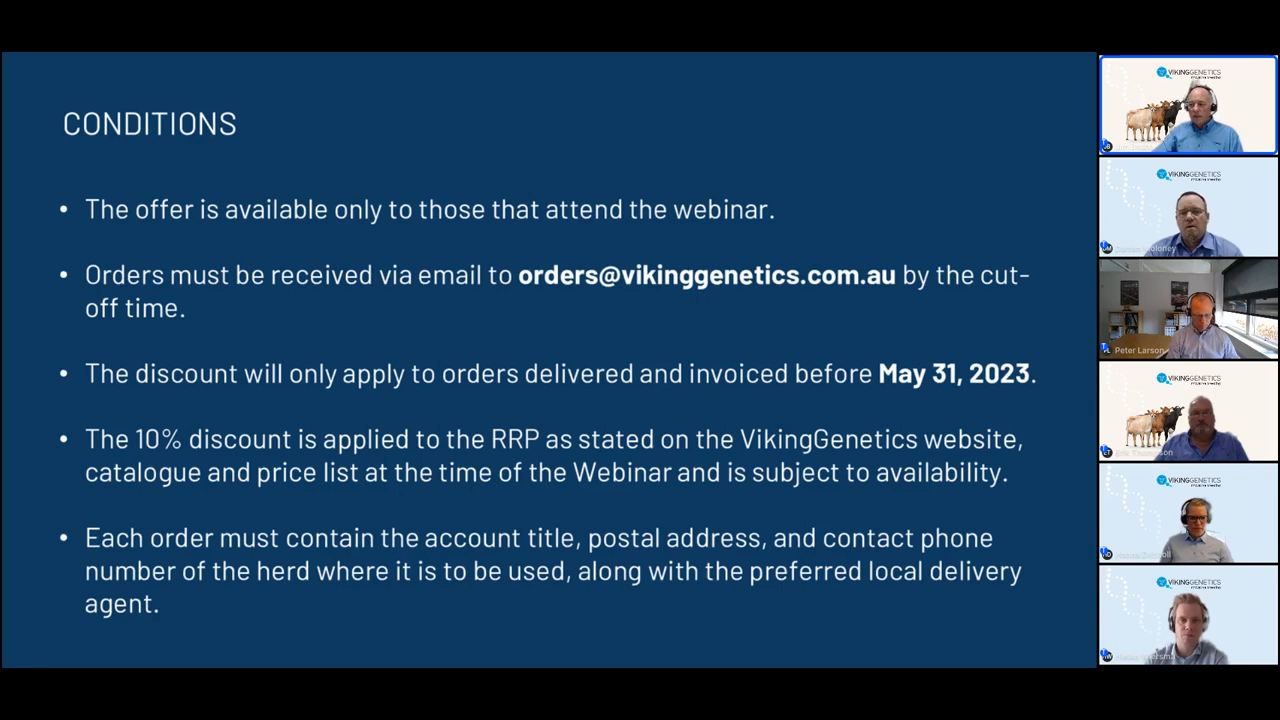 CONDITIONS
• The offer is available only to those that attend the webinar.
• Orders must be received via email to orders@vikinggenetics.com.au by the cut-
off time.
• The discount will only apply to orders delivered and invoiced before May 31, 2023.
• The 10% discount is applied to the RRP as stated on the VikingGenetics website,
catalogue and price list at the time of the Webinar and is subject to availability.
• Each order must contain the account title, postal address, and contact phone
number of the herd where it is to be used, along with the preferred local delivery
agent.
VIKINGGENETICS
VIKINGGENETICS
Peter Larson
VIKINGGENETICS
VIKINGGENETICS
VIKINGGENETICS